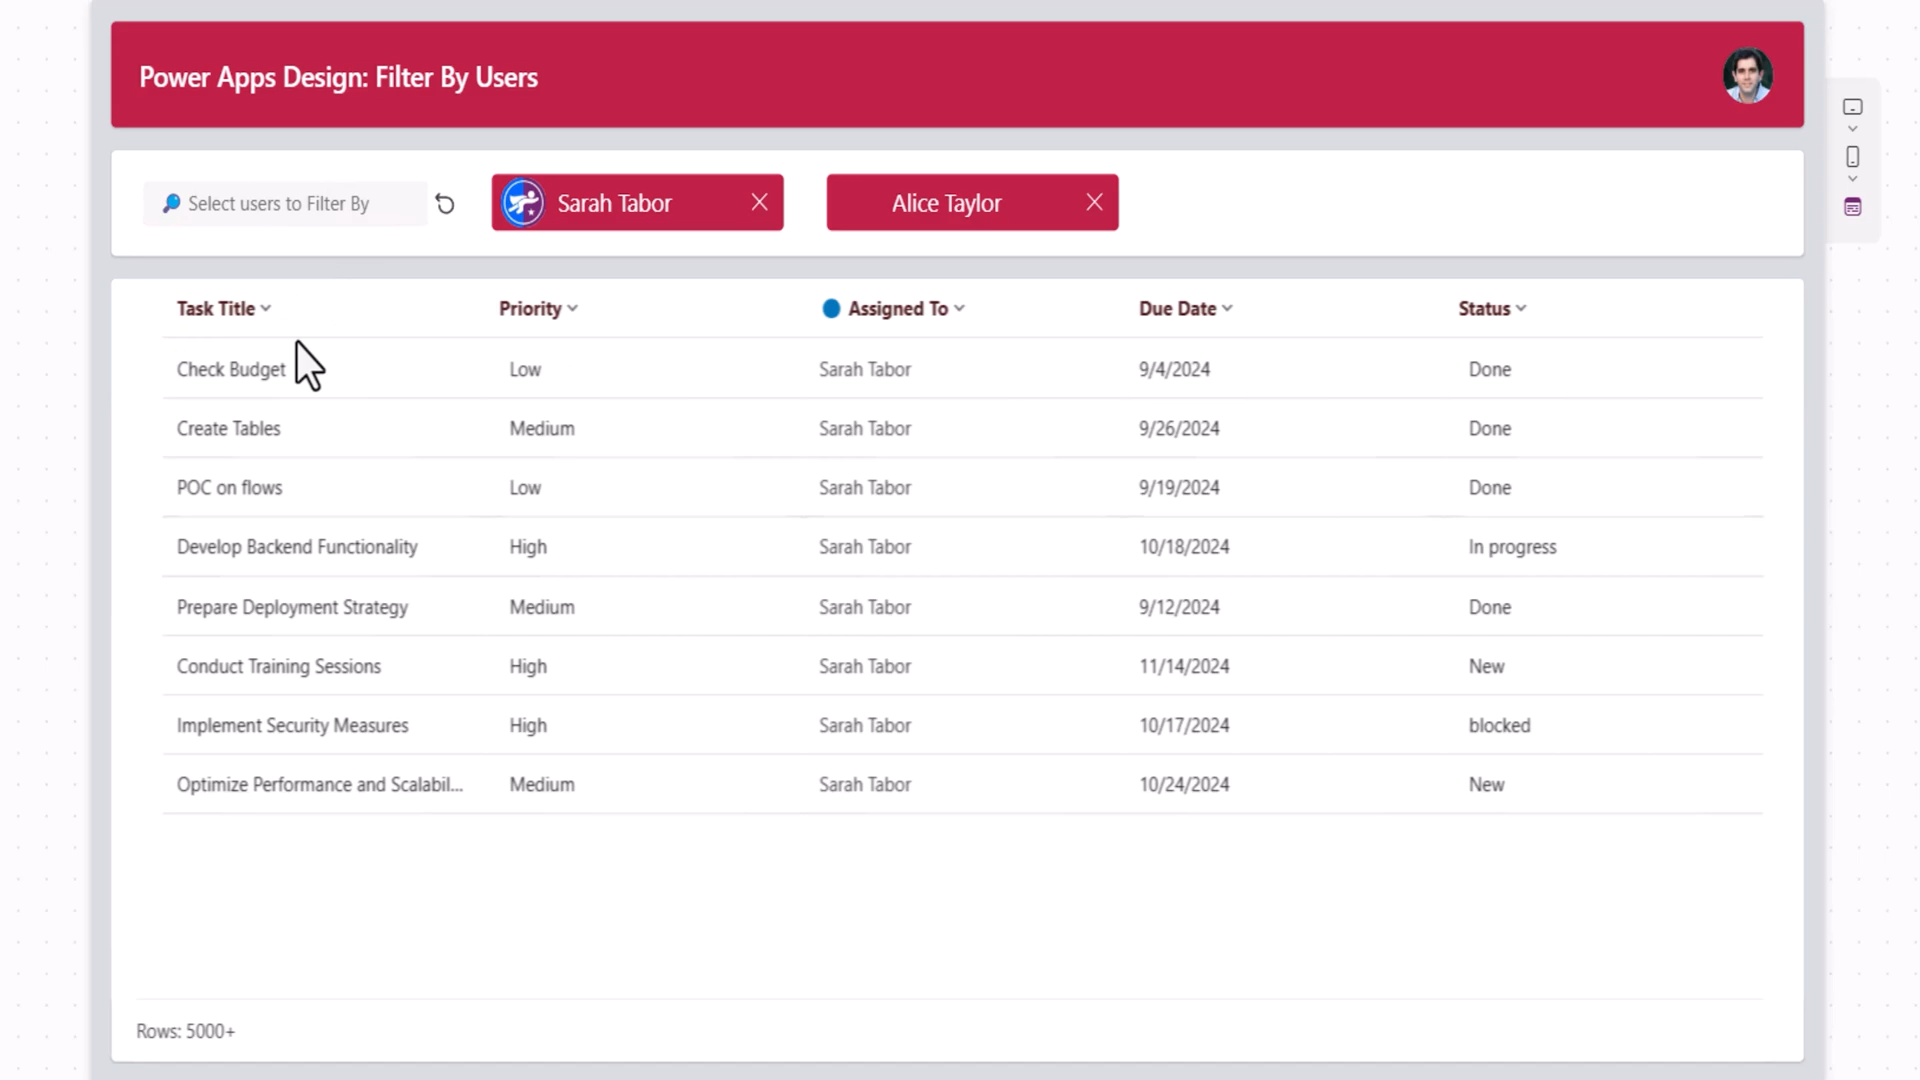 Power Apps Design: Filter By Users
Select users to Filter By
Sarah Tabor
Alice Taylor
Task Title Priority Assigned To Due Date Status
Check Budget Low Sarah Tabor 9/4/2024 Done
Create Tables Medium Sarah Tabor 9/26/2024 Done
POC on flows Low Sarah Tabor 9/19/2024 Done
Develop Backend Functionality High Sarah Tabor 10/18/2024 In progress
Prepare Deployment Strategy Medium Sarah Tabor 9/12/2024 Done
Conduct Training Sessions High Sarah Tabor 11/14/2024 New
Implement Security Measures High Sarah Tabor 10/17/2024 blocked
Optimize Performance and Scalabil... Medium Sarah Tabor 10/24/2024 New
Rows: 5000+